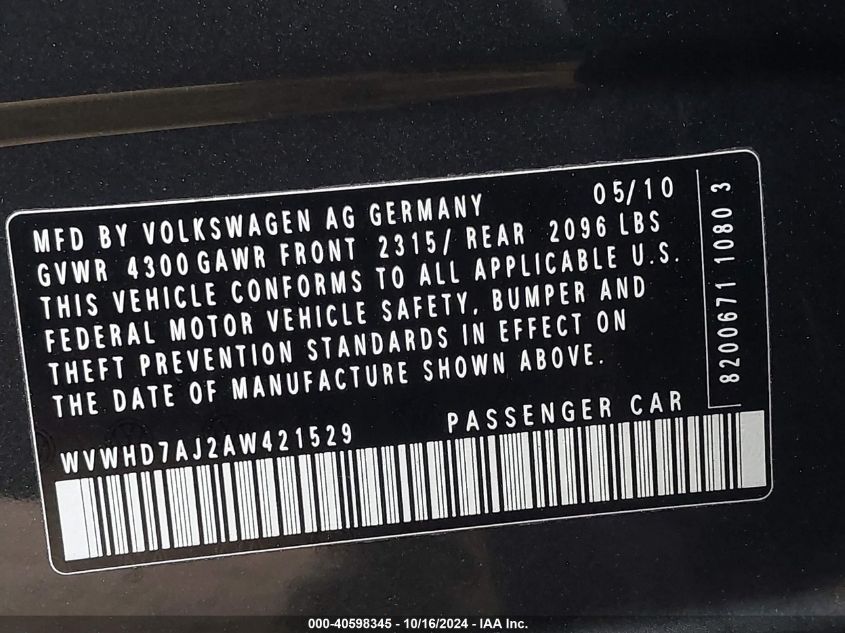 MFD BY VOLKSWAGEN AG GERMANY 05/10
GVWR 4300 GAWR FRONT 2315/ REAR 2096 LBS
THIS VEHICLE CONFORMS TO ALL APPLICABLE U.S.
FEDERAL MOTOR VEHICLE SAFETY, BUMPER AND
THEFT PREVENTION STANDARDS IN EFFECT ON
THE DATE OF MANUFACTURE SHOWN ABOVE.
8200671 1080 3
WVWHD7AJ2AW421529 PASSENGER CAR
000-40598345 - 10/16/2024 - IAA Inc.